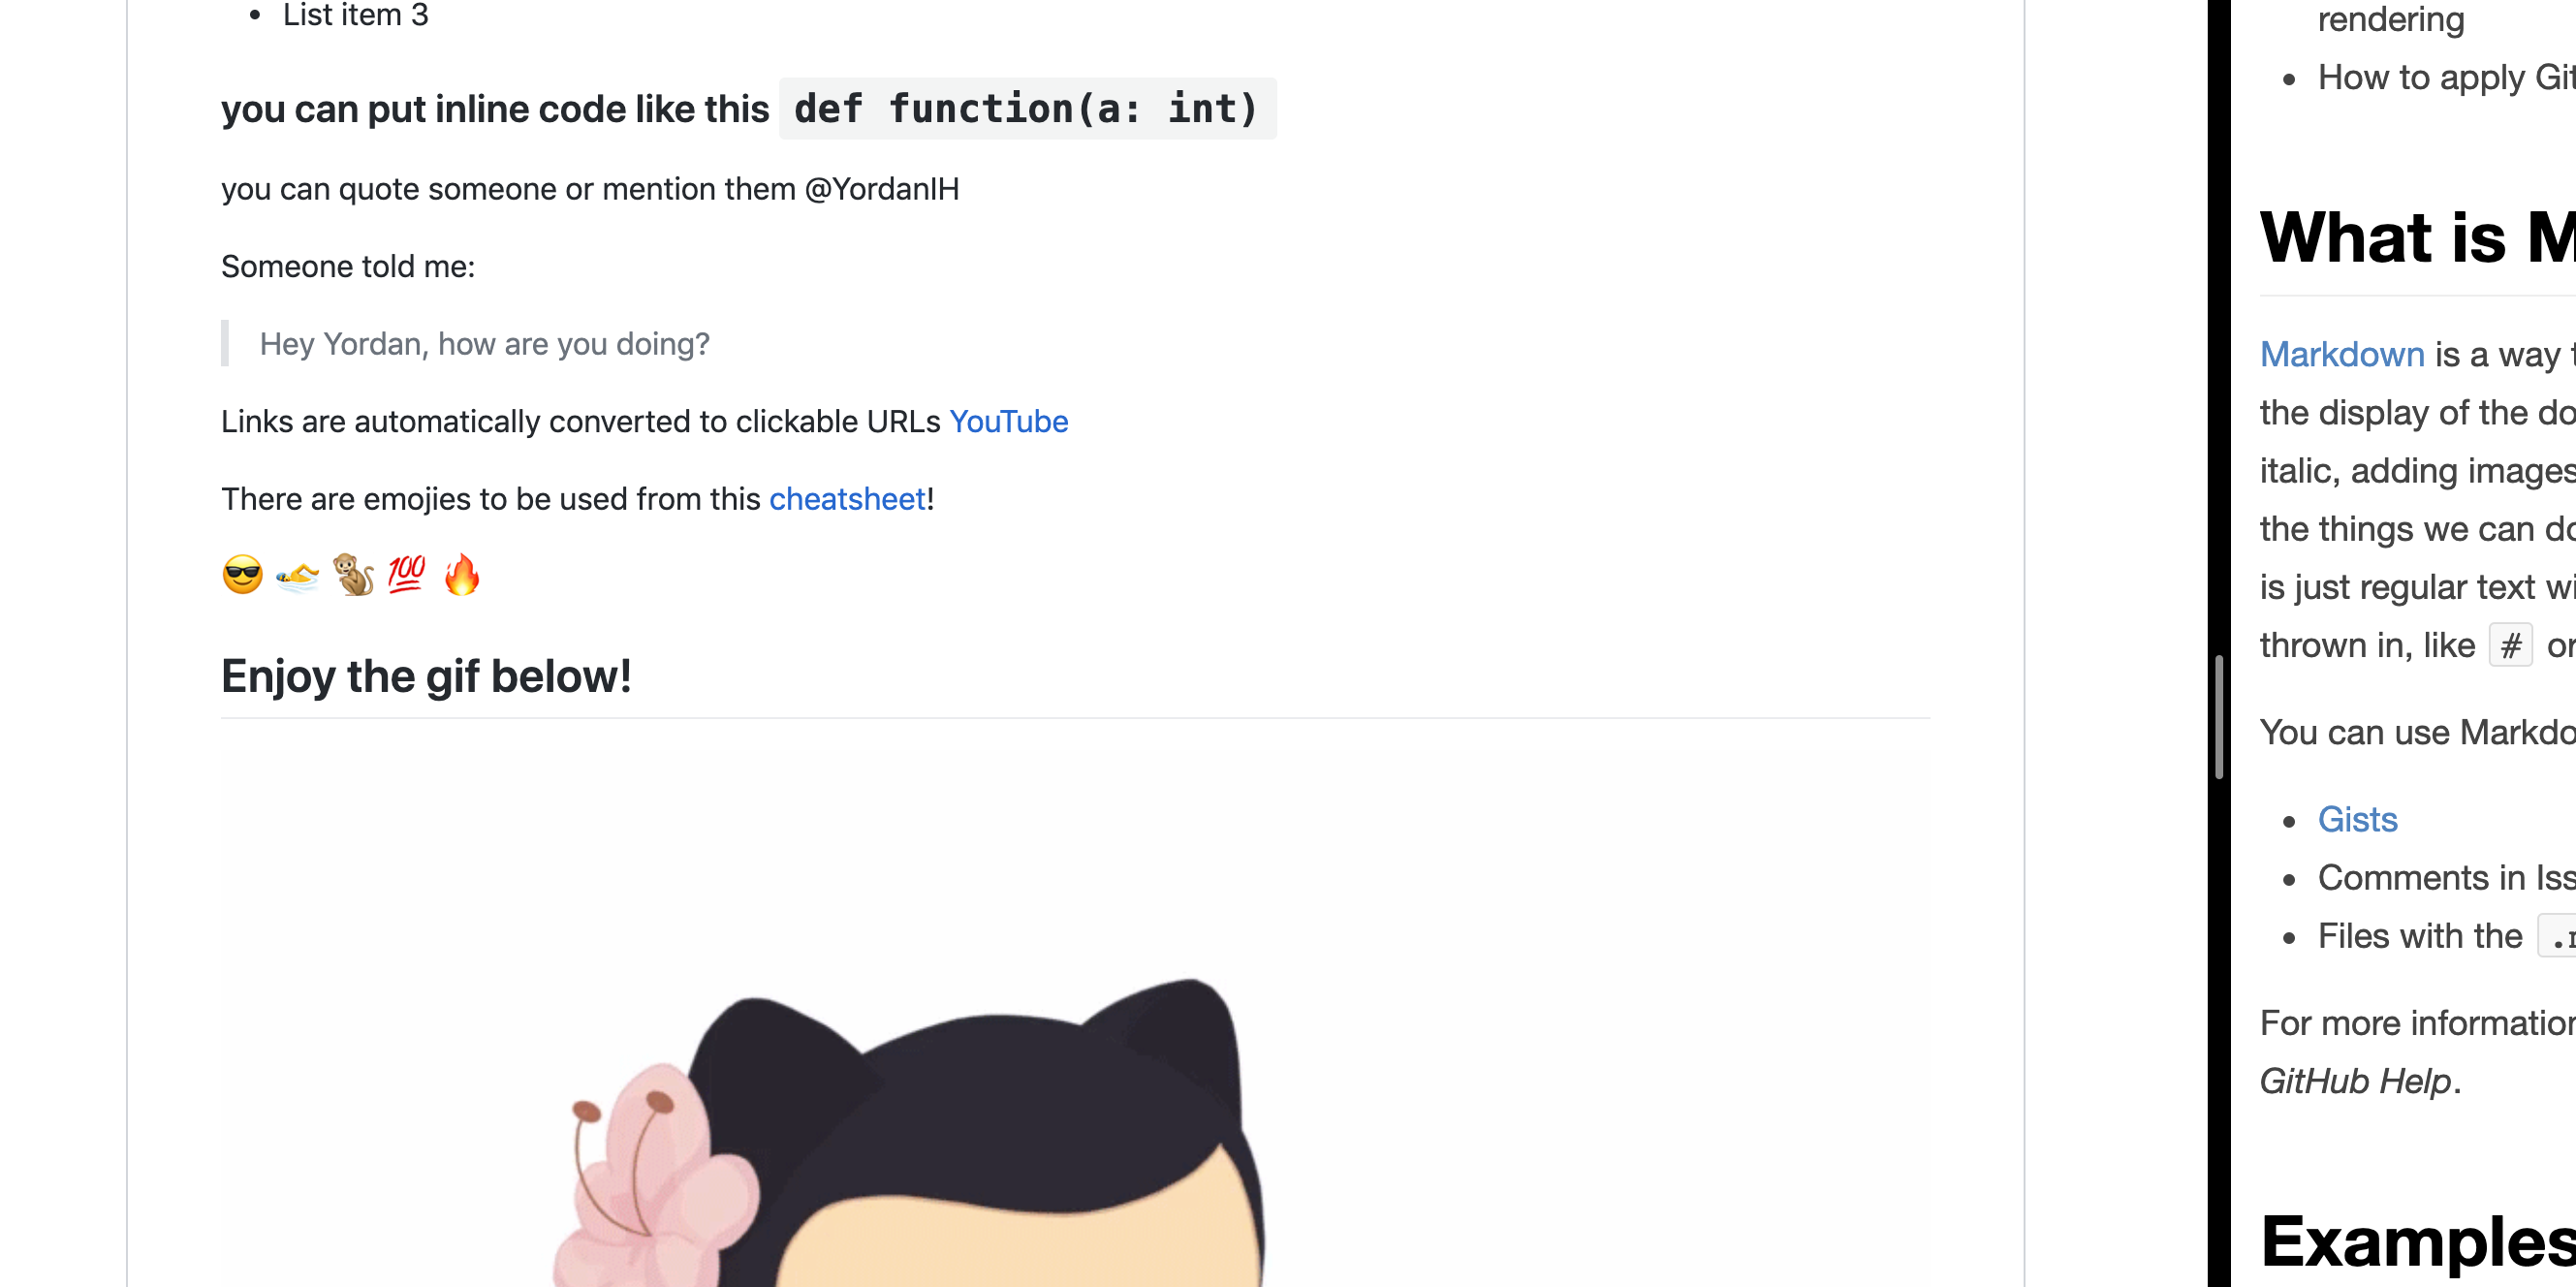 List item 3
you can put inline code like this def function(a: int)
you can quote someone or mention them @YordanIH
Someone told me:
Hey Yordan, how are you doing?
Links are automatically converted to clickable URLs YouTube
There are emojies to be used from this cheatsheet!
😎 🏊 🐒 💯 🔥
Enjoy the gif below!
rendering
How to apply Git
What is M
Markdown is a way t
the display of the do
italic, adding images
the things we can do
is just regular text wi
thrown in, like # or
You can use Markdo
Gists
Comments in Iss
Files with the .m
For more information
GitHub Help.
Examples